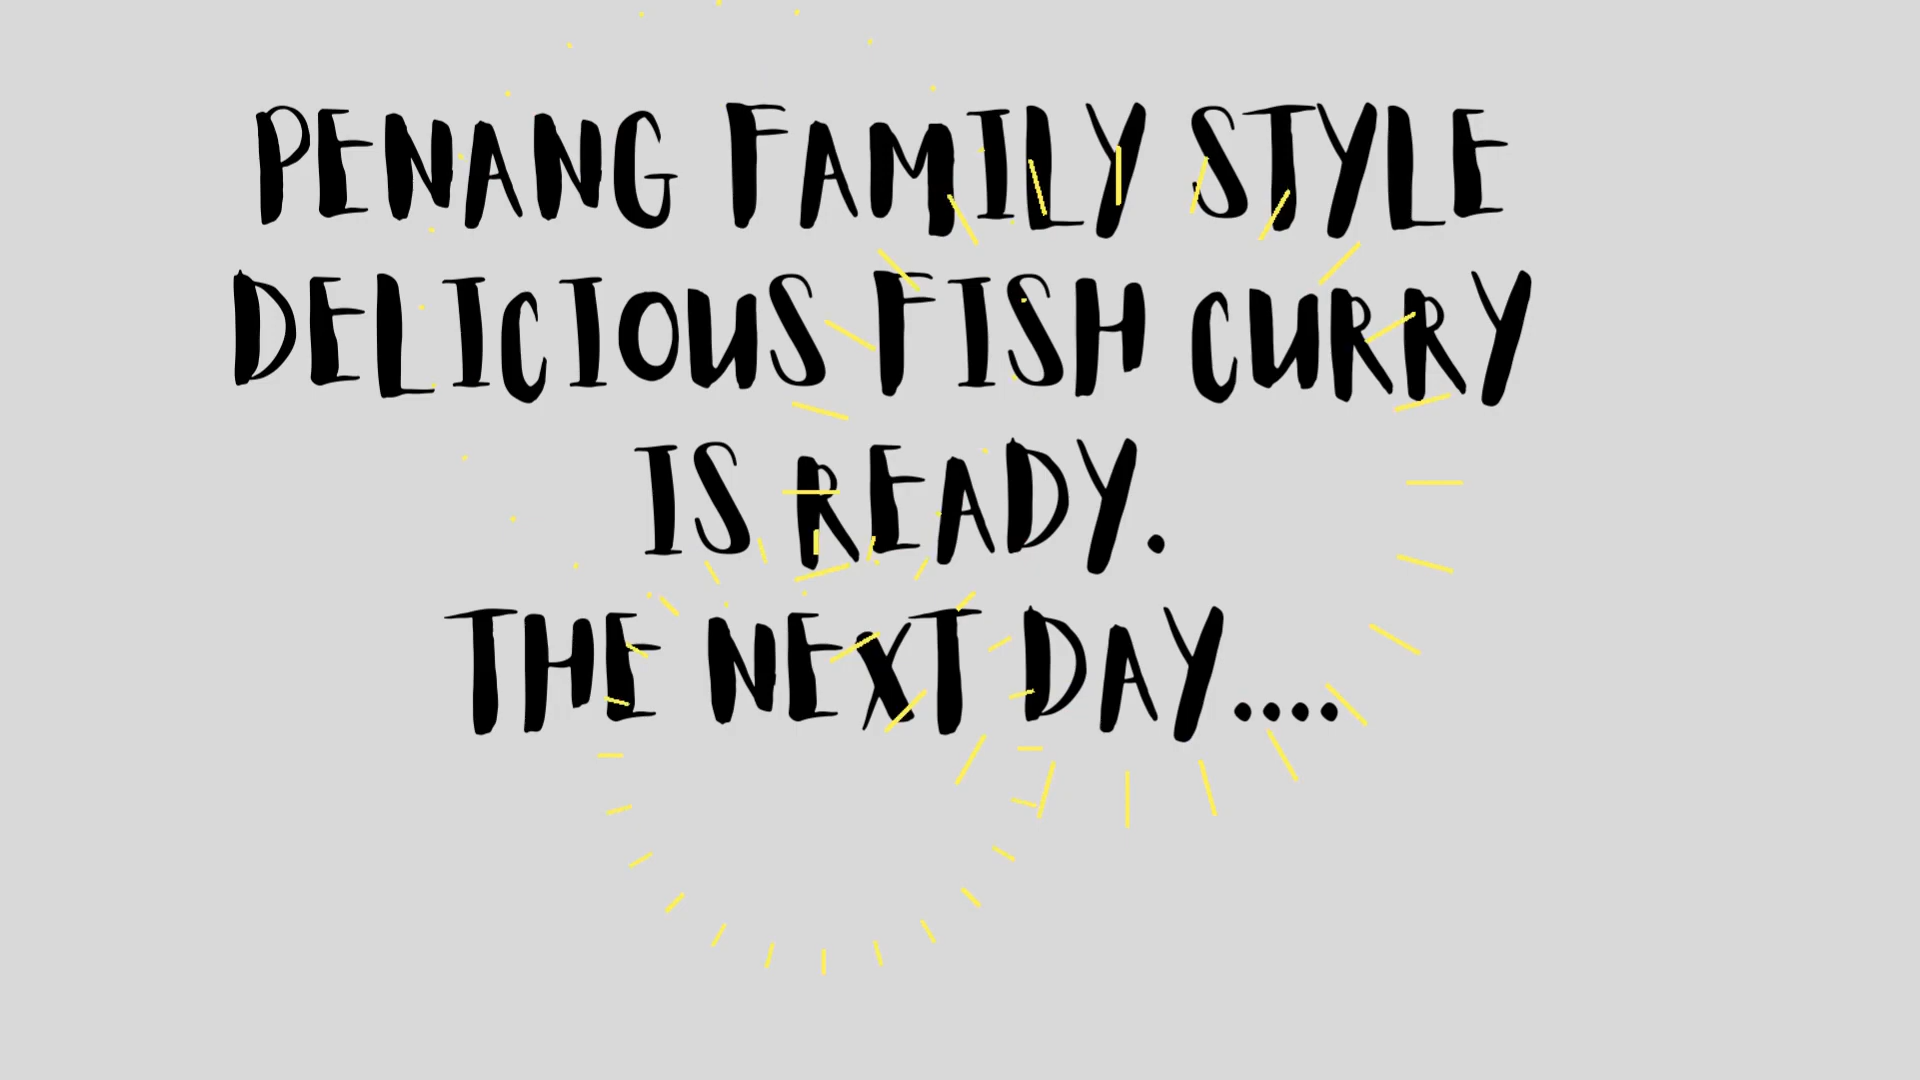 PENANG FAMILY STYLE
DELICIOUS FISH CURRY
IS READY.
THE NEXT DAY....